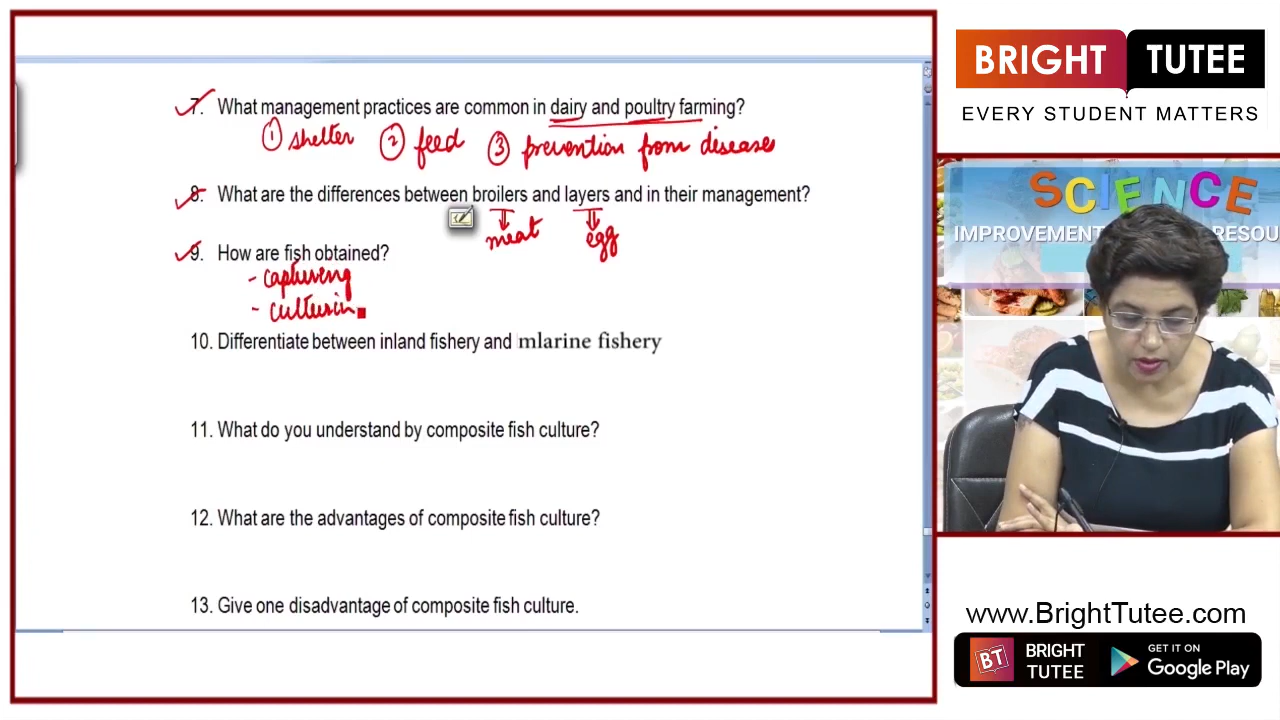 7. What management practices are common in dairy and poultry farming?
① shelter ② feed ③ prevention from diseases
8. What are the differences between broilers and layers and in their management?
meat egg
9. How are fish obtained?
- capturing
- culturin
10. Differentiate between inland fishery and mlarine fishery
11. What do you understand by composite fish culture?
12. What are the advantages of composite fish culture?
13. Give one disadvantage of composite fish culture.
BRIGHT TUTEE
EVERY STUDENT MATTERS
SCIENCE
IMPROVEMENT RESOU
www.BrightTutee.com
BT BRIGHT TUTEE
GET IT ON
Google Play